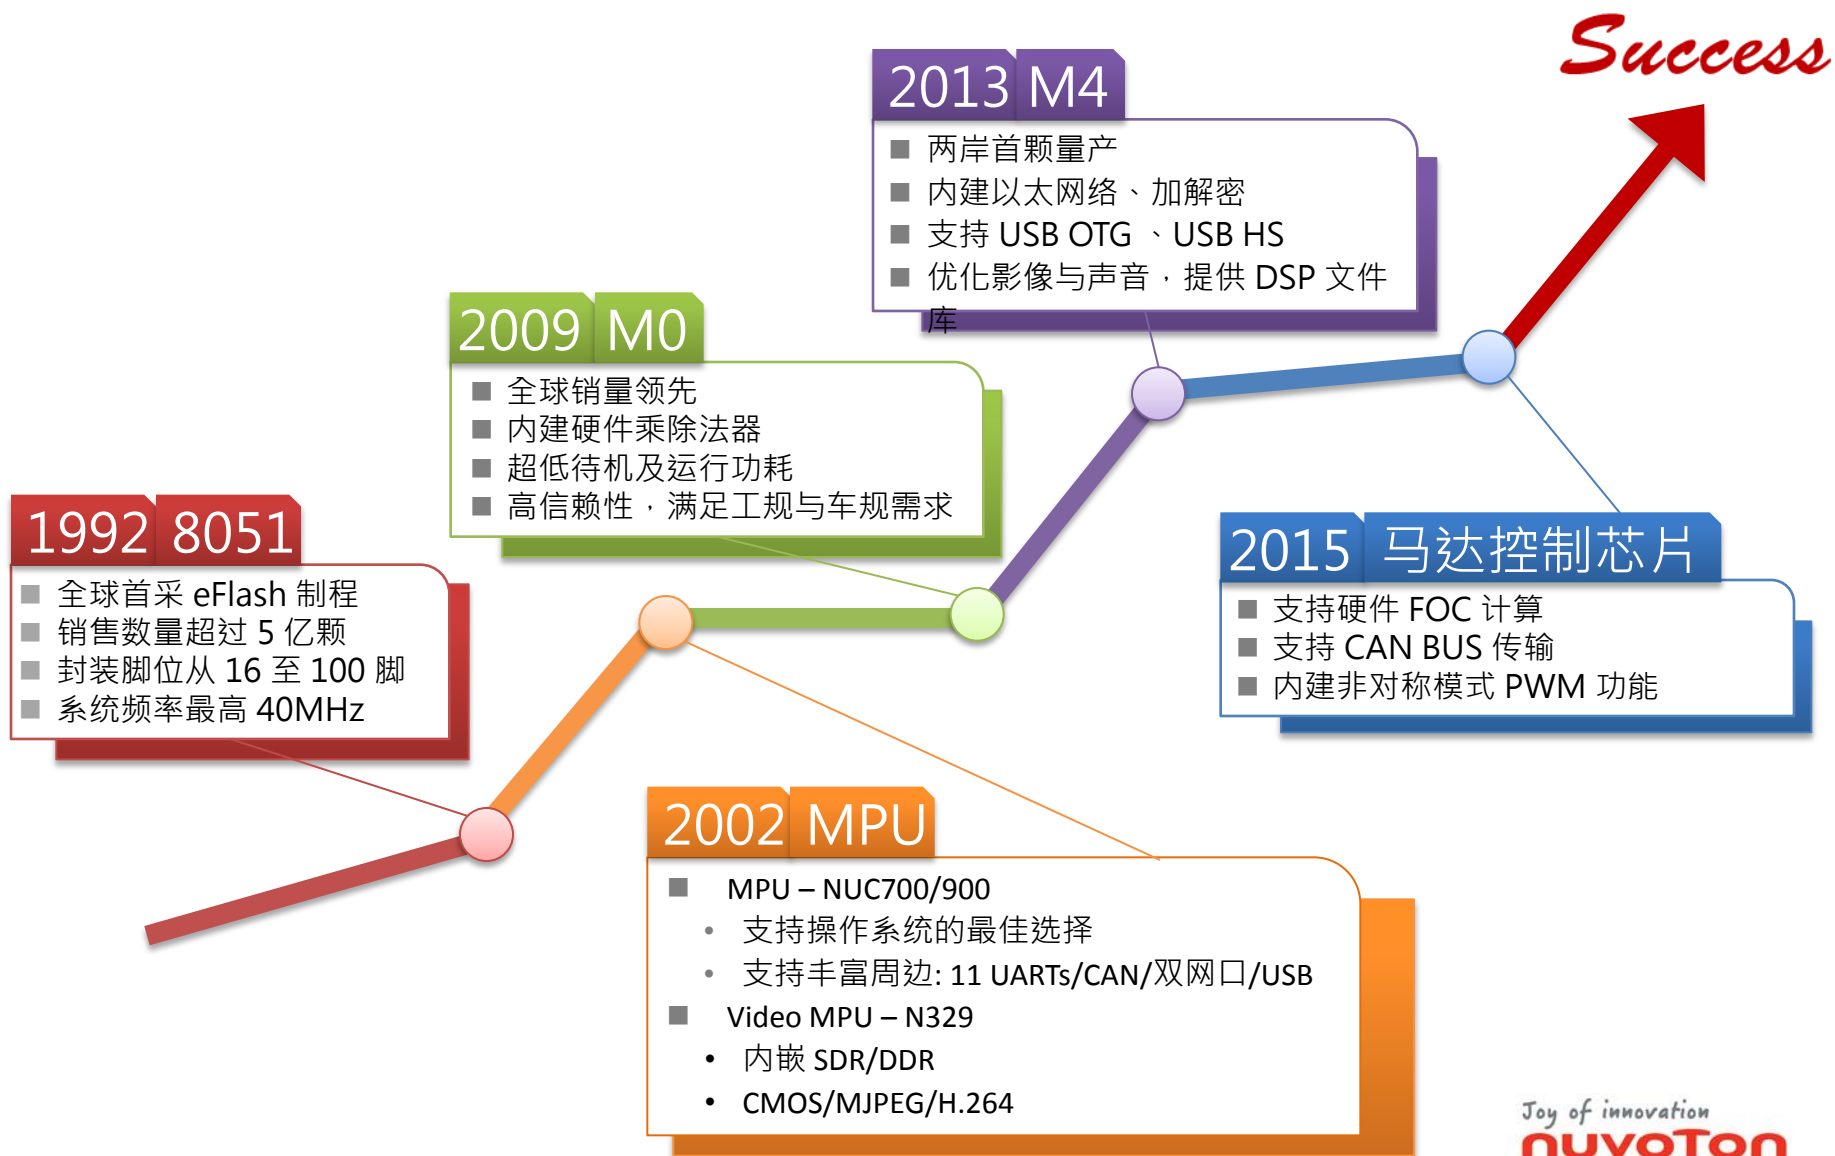 Success
2013 M4
■ 两岸首颗量产
■ 内建以太网络、加解密
■ 支持 USB OTG 、USB HS
■ 优化影像与声音，提供 DSP 文件
库
2009 M0
■ 全球销量领先
■ 内建硬件乘除法器
■ 超低待机及运行功耗
■ 高信赖性，满足工规与车规需求
1992 8051
■ 全球首采 eFlash 制程
■ 销售数量超过 5 亿颗
■ 封装脚位从 16 至 100 脚
■ 系统频率最高 40MHz
2015 马达控制芯片
■ 支持硬件 FOC 计算
■ 支持 CAN BUS 传输
■ 内建非对称模式 PWM 功能
2002 MPU
■ MPU – NUC700/900
• 支持操作系统的最佳选择
• 支持丰富周边: 11 UARTs/CAN/双网口/USB
■ Video MPU – N329
• 内嵌 SDR/DDR
• CMOS/MJPEG/H.264
Joy of innovation
nuvoTon